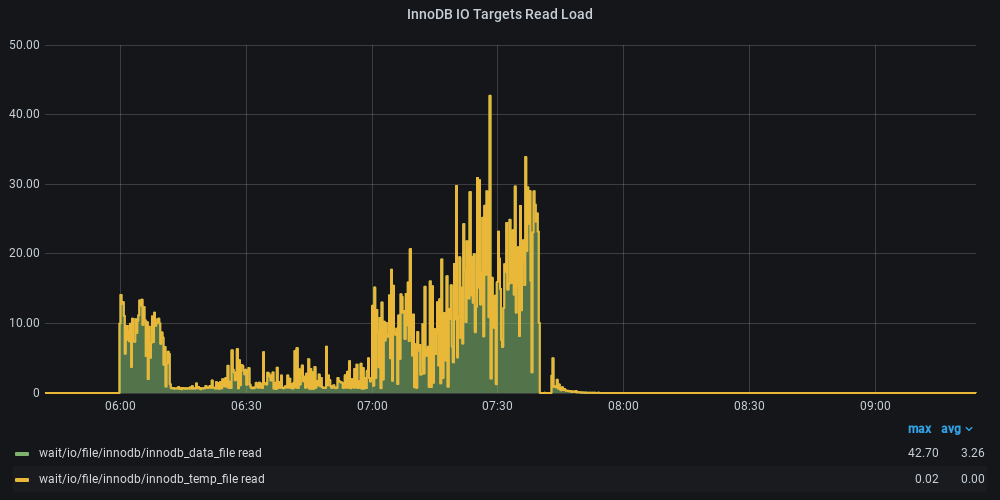 InnoDB IO Targets Read Load
50.00
40.00
30.00
20.00
10.00
0
06:00 06:30 07:00 07:30 08:00 08:30 09:00
max avg
wait/io/file/innodb/innodb_data_file read 42.70 3.26
wait/io/file/innodb/innodb_temp_file read 0.02 0.00